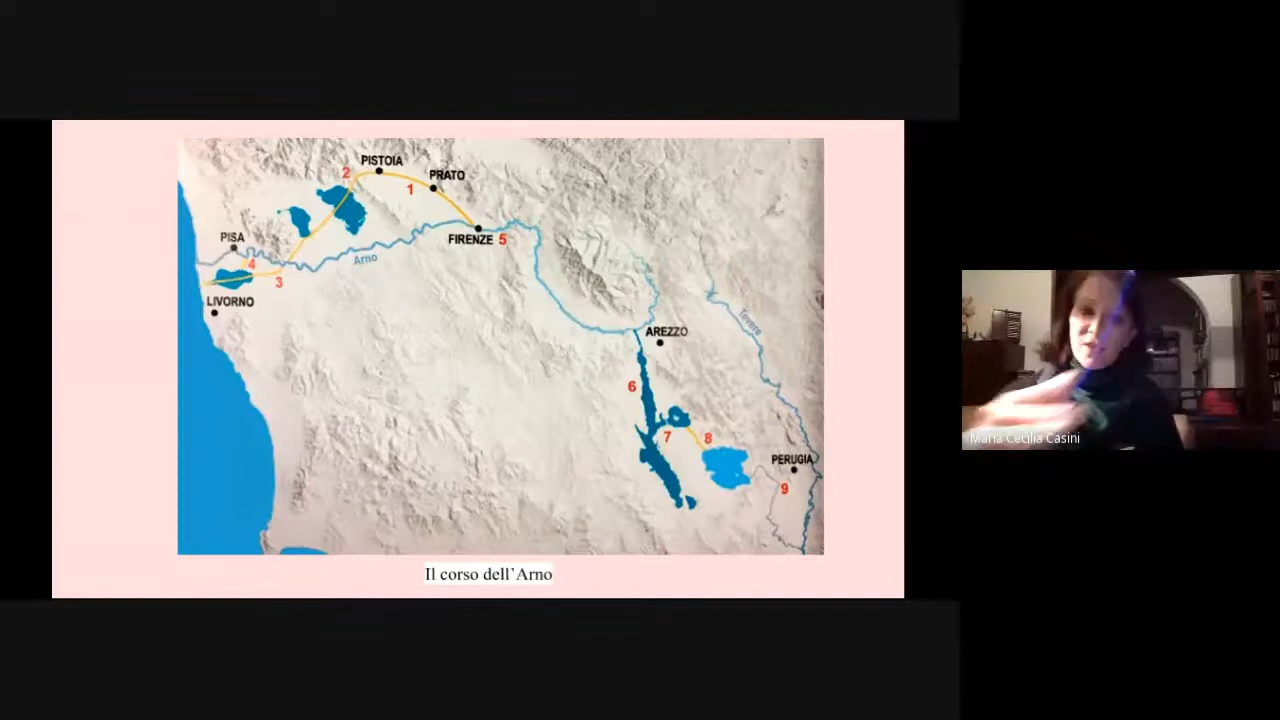 PISTOIA
2
PRATO
1
FIRENZE 5
PISA
Arno
4
3
LIVORNO
Tevere
AREZZO
6
7
8
PERUGIA
9
Il corso dell'Arno
Maria Cecilia Casini